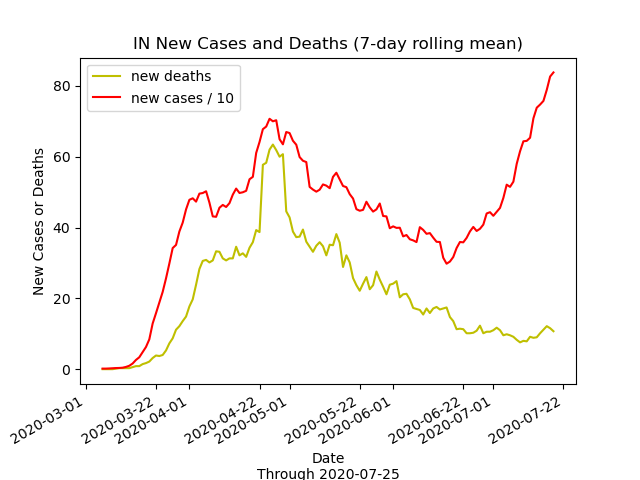 IN New Cases and Deaths (7-day rolling mean)
new deaths
new cases / 10
New Cases or Deaths
80
60
40
20
0
2020-03-01
2020-03-22
2020-04-01
2020-04-22
2020-05-01
2020-05-22
2020-06-01
2020-06-22
2020-07-01
2020-07-22
Date
Through 2020-07-25